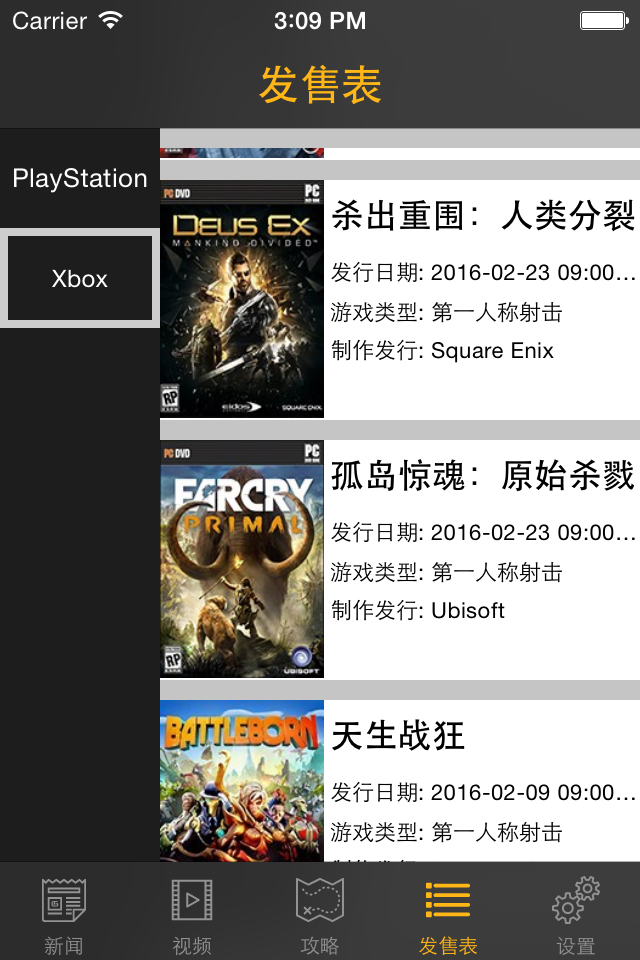 Carrier 3:09 PM
发售表
PlayStation
Xbox
PC DVD PC
DEUS EX
MANKIND DIVIDED™
RP
eidos SQUARE ENIX
杀出重围：人类分裂
发行日期: 2016-02-23 09:00…
游戏类型: 第一人称射击
制作发行: Square Enix
PC DVD PC
FARCRY
PRIMAL
RP
UBISOFT
孤岛惊魂：原始杀戮
发行日期: 2016-02-23 09:00…
游戏类型: 第一人称射击
制作发行: Ubisoft
BATTLEBORN
天生战狂
发行日期: 2016-02-09 09:00…
游戏类型: 第一人称射击
新闻
视频
攻略
发售表
设置